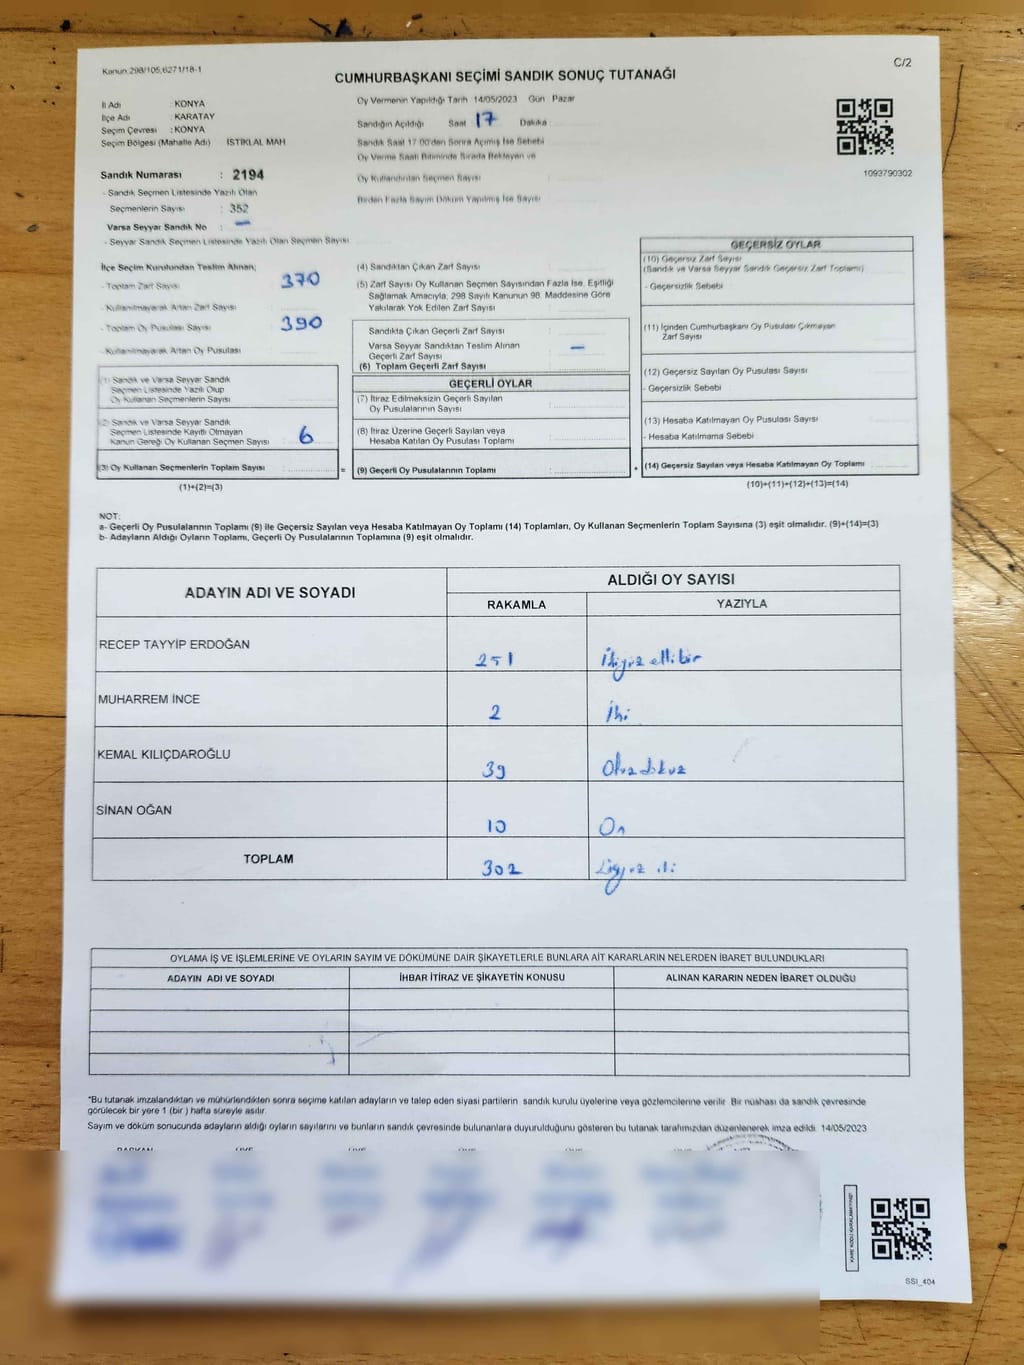 Kanun:298/105,6271/18-1
C/2
CUMHURBAŞKANI SEÇİMİ SANDIK SONUÇ TUTANAĞI
İl Adı : KONYA
İlçe Adı : KARATAY
Seçim Çevresi : KONYA
Seçim Bölgesi (Mahalle Adı) İSTİKLAL MAH
Oy Vermenin Yapıldığı Tarih 14/05/2023 Gün Pazar
Sandığın Açıldığı Saat 17 Dakika
Sandık Saat 17:00'den Sonra Açılmış İse Sebebi
Oy Verme Saati Bitiminde Sırada Bekleyen ve
Oy Kullandırılan Seçmen Sayısı
Birden Fazla Sayım Döküm Yapılmış İse Sayısı
1093790302
Sandık Numarası : 2194
- Sandık Seçmen Listesinde Yazılı Olan
Seçmenlerin Sayısı : 352
Varsa Seyyar Sandık No : —
- Seyyar Sandık Seçmen Listesinde Yazılı Olan Seçmen Sayısı
İlçe Seçim Kurulundan Teslim Alınan;
- Toplam Zarf Sayısı 370
- Kullanılmayarak Artan Zarf Sayısı
- Toplam Oy Pusulası Sayısı 390
- Kullanılmayarak Artan Oy Pusulası
(1) Sandık ve Varsa Seyyar Sandık
Seçmen Listesinde Yazılı Olup
Oy Kullanan Seçmenlerin Sayısı
(2) Sandık ve Varsa Seyyar Sandık
Seçmen Listesinde Kayıtlı Olmayan
Kanun Gereği Oy Kullanan Seçmen Sayısı 6
(3) Oy Kullanan Seçmenlerin Toplam Sayısı : =
(1)+(2)=(3)
(4) Sandıktan Çıkan Zarf Sayısı
(5) Zarf Sayısı Oy Kullanan Seçmen Sayısından Fazla İse, Eşitliği
Sağlamak Amacıyla, 298 Sayılı Kanunun 98. Maddesine Göre
Yakılarak Yok Edilen Zarf Sayısı
Sandıkta Çıkan Geçerli Zarf Sayısı
Varsa Seyyar Sandıktan Teslim Alınan
Geçerli Zarf Sayısı —
(6) Toplam Geçerli Zarf Sayısı
GEÇERLİ OYLAR
(7) İtiraz Edilmeksizin Geçerli Sayılan
Oy Pusulalarının Sayısı
(8) İtiraz Üzerine Geçerli Sayılan veya
Hesaba Katılan Oy Pusulası Toplamı
(9) Geçerli Oy Pusulalarının Toplamı : +
GEÇERSİZ OYLAR
(10) Geçersiz Zarf Sayısı
(Sandık ve Varsa Seyyar Sandık Geçersiz Zarf Toplamı)
- Geçersizlik Sebebi
(11) İçinden Cumhurbaşkanı Oy Pusulası Çıkmayan
Zarf Sayısı
(12) Geçersiz Sayılan Oy Pusulası Sayısı
- Geçersizlik Sebebi
(13) Hesaba Katılmayan Oy Pusulası Sayısı
- Hesaba Katılmama Sebebi
(14) Geçersiz Sayılan veya Hesaba Katılmayan Oy Toplamı
(10)+(11)+(12)+(13)=(14)
NOT:
a- Geçerli Oy Pusulalarının Toplamı (9) ile Geçersiz Sayılan veya Hesaba Katılmayan Oy Toplamı (14) Toplamları, Oy Kullanan Seçmenlerin Toplam Sayısına (3) eşit olmalıdır. (9)+(14)=(3)
b- Adayların Aldığı Oyların Toplamı, Geçerli Oy Pusulalarının Toplamına (9) eşit olmalıdır.
ADAYIN ADI VE SOYADI ALDIĞI OY SAYISI
RAKAMLA YAZIYLA
RECEP TAYYİP ERDOĞAN 251 İkiyüz elli bir
MUHARREM İNCE 2 İki
KEMAL KILIÇDAROĞLU 39 Otuz dokuz
SİNAN OĞAN 10 On
TOPLAM 302
OYLAMA İŞ VE İŞLEMLERİNE VE OYLARIN SAYIM VE DÖKÜMÜNE DAİR ŞİKAYETLERLE BUNLARA AİT KARARLARIN NELERDEN İBARET BULUNDUKLARI
ADAYIN ADI VE SOYADI İHBAR İTİRAZ VE ŞİKAYETİN KONUSU ALINAN KARARIN NEDEN İBARET OLDUĞU
*Bu tutanak imzalandıktan ve mühürlendikten sonra seçime katılan adayların ve talep eden siyasi partilerin sandık kurulu üyelerine veya gözlemcilerine verilir. Bir nüshası da sandık çevresinde
görülecek bir yere 1 (bir ) hafta süreyle asılır.
Sayım ve döküm sonucunda adayların aldığı oyların sayılarını ve bunların sandık çevresinde bulunanlara duyurulduğunu gösteren bu tutanak tarafımızdan düzenlenerek imza edildi. 14/05/2023
KARE KODU KARALAMAYINIZ!
SSİ_404